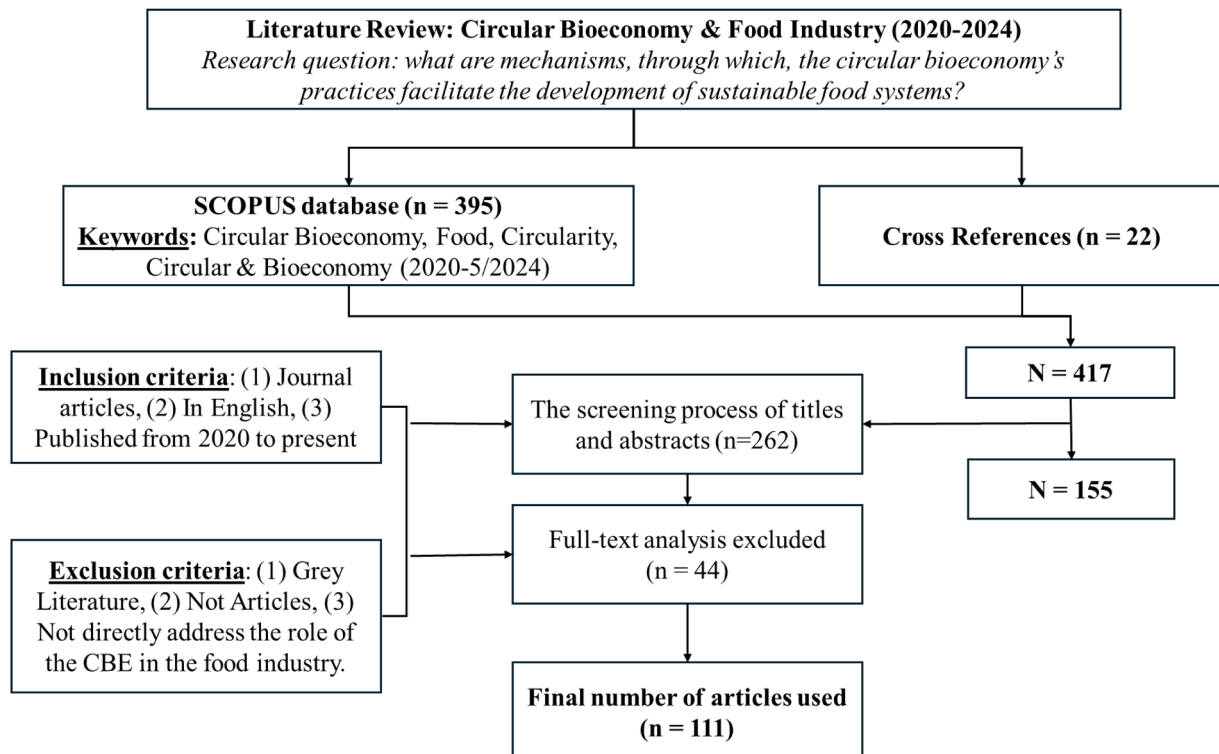 Literature Review: Circular Bioeconomy & Food Industry (2020-2024)
Research question: what are mechanisms, through which, the circular bioeconomy's
practices facilitate the development of sustainable food systems?
SCOPUS database (n = 395)
Keywords: Circular Bioeconomy, Food, Circularity,
Circular & Bioeconomy (2020-5/2024)
Cross References (n = 22)
N = 417
Inclusion criteria: (1) Journal
articles, (2) In English, (3)
Published from 2020 to present
The screening process of titles
and abstracts (n=262)
N = 155
Full-text analysis excluded
(n = 44)
Exclusion criteria: (1) Grey
Literature, (2) Not Articles, (3)
Not directly address the role of
the CBE in the food industry.
Final number of articles used
(n = 111)